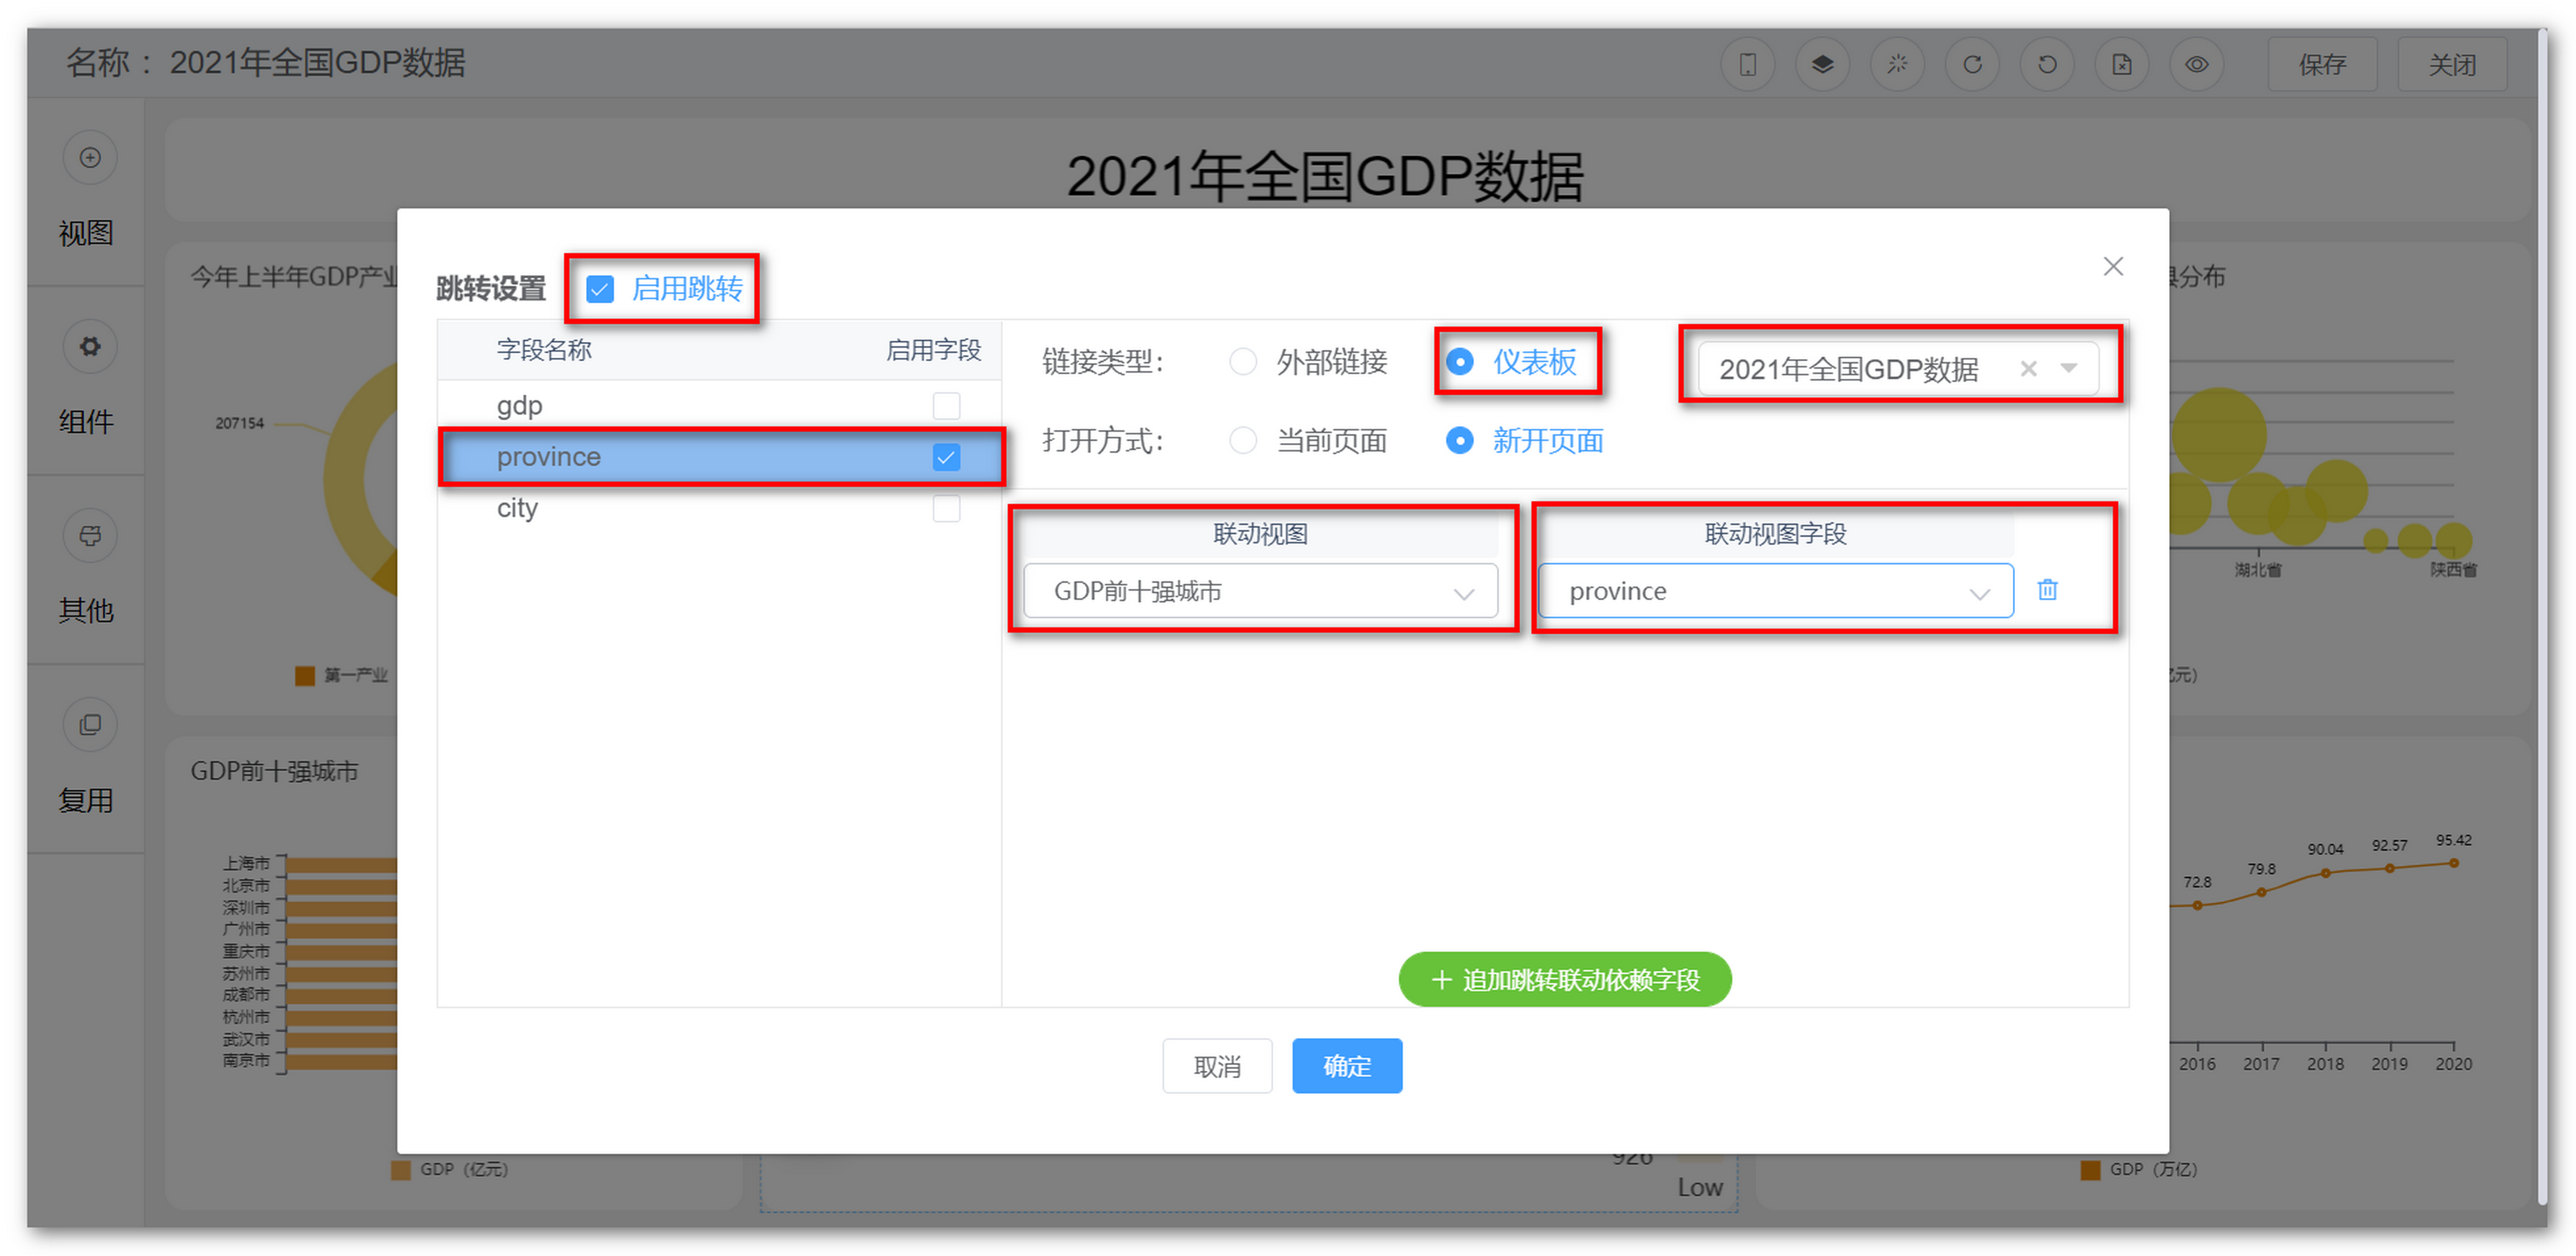 名称： 2021年全国GDP数据
保存
关闭
视图
组件
其他
复用
2021年全国GDP数据
今年上半年GDP产业
207154
第一产业
县分布
湖北省
陕西省
亿元)
跳转设置
启用跳转
字段名称
启用字段
gdp
province
city
链接类型：
外部链接
仪表板
2021年全国GDP数据
打开方式：
当前页面
新开页面
联动视图
联动视图字段
GDP前十强城市
province
+ 追加跳转联动依赖字段
取消
确定
GDP前十强城市
上海市
北京市
深圳市
广州市
重庆市
苏州市
成都市
杭州市
武汉市
南京市
GDP（亿元）
926
Low
72.8
79.8
90.04
92.57
95.42
2016
2017
2018
2019
2020
GDP（万亿）